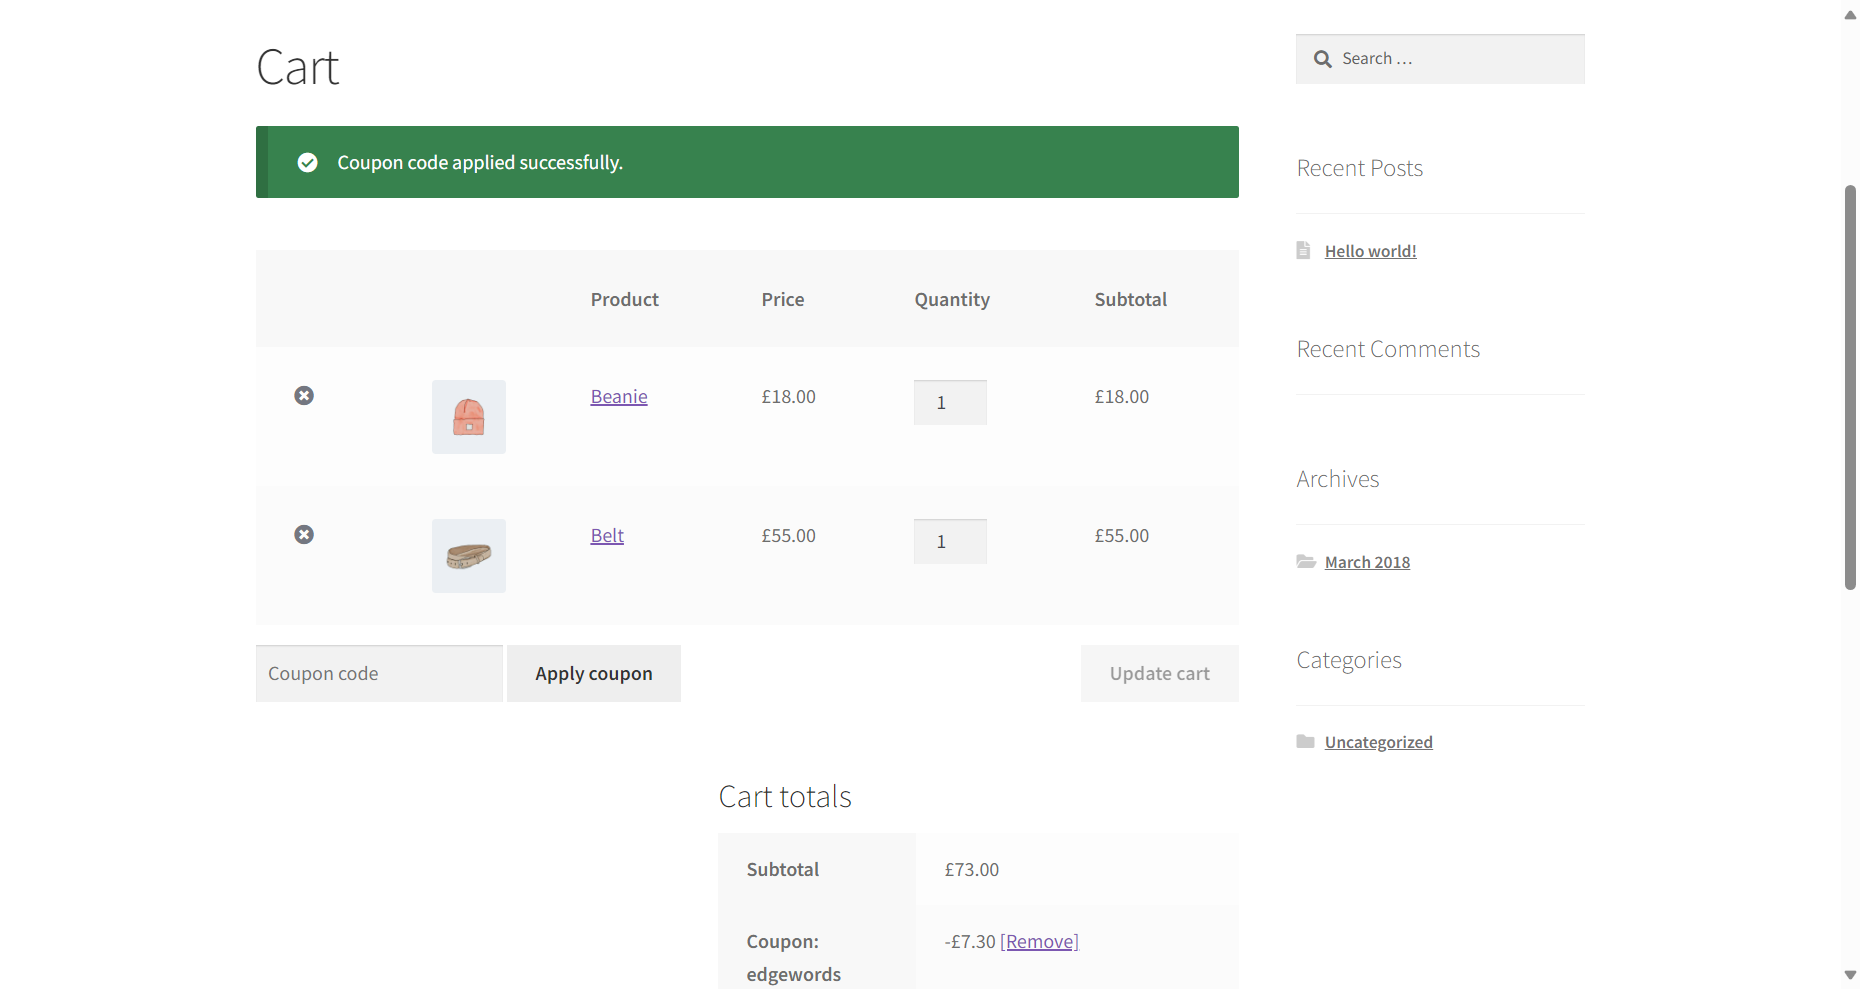 Cart
Search …
Coupon code applied successfully.
Recent Posts
Hello world!
Product Price Quantity Subtotal
Recent Comments
Beanie £18.00 1 £18.00
Archives
Belt £55.00 1 £55.00
March 2018
Coupon code Apply coupon Update cart
Categories
Uncategorized
Cart totals
Subtotal £73.00
Coupon: -£7.30 [Remove]
edgewords